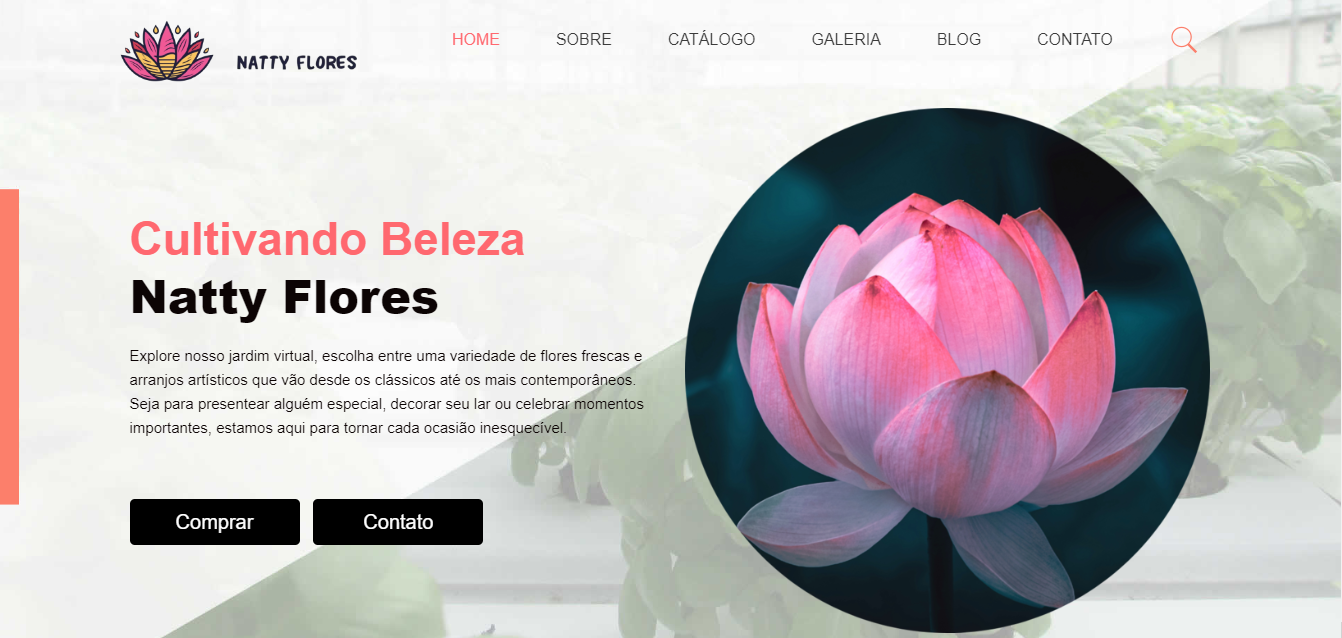 NATTY FLORES
HOME SOBRE CATÁLOGO GALERIA BLOG CONTATO
Cultivando Beleza
Natty Flores
Explore nosso jardim virtual, escolha entre uma variedade de flores frescas e
arranjos artísticos que vão desde os clássicos até os mais contemporâneos.
Seja para presentear alguém especial, decorar seu lar ou celebrar momentos
importantes, estamos aqui para tornar cada ocasião inesquecível.
Comprar Contato